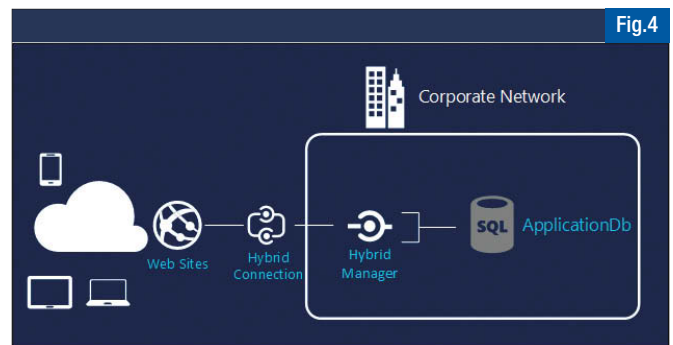 Fig.4
Corporate Network
Web Sites
Hybrid
Connection
Hybrid
Manager
SQL
ApplicationDb